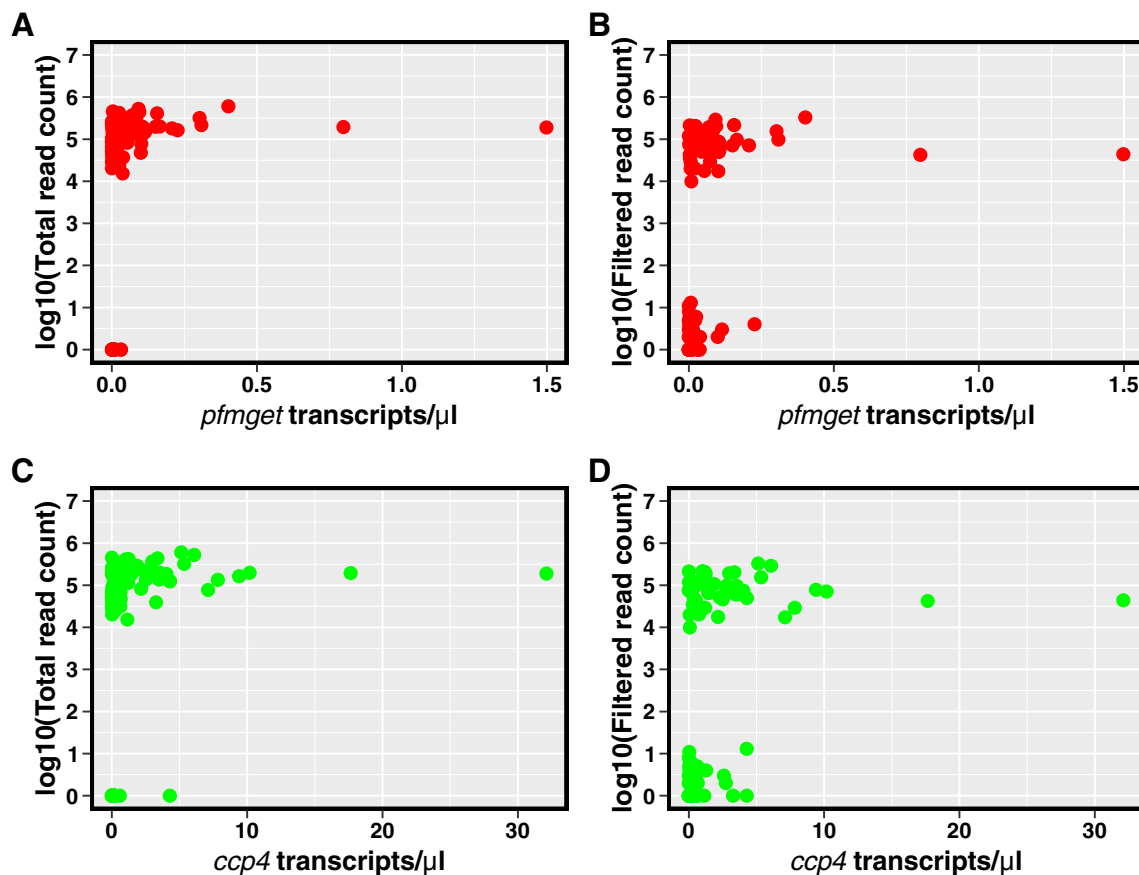 A
log10(Total read count)
7
6
5
4
3
2
1
0
0.0 0.5 1.0 1.5
pfmget transcripts/µl
B
log10(Filtered read count)
7
6
5
4
3
2
1
0
0.0 0.5 1.0 1.5
pfmget transcripts/µl
C
log10(Total read count)
7
6
5
4
3
2
1
0
0 10 20 30
ccp4 transcripts/µl
D
log10(Filtered read count)
7
6
5
4
3
2
1
0
0 10 20 30
ccp4 transcripts/µl